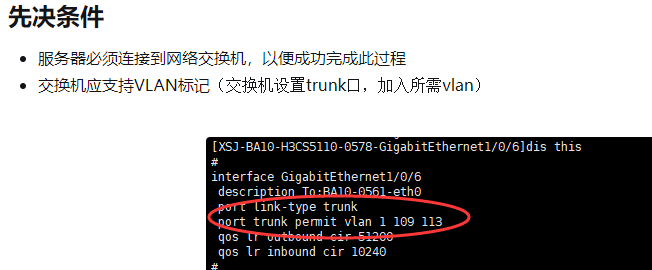 先决条件
服务器必须连接到网络交换机，以便成功完成此过程
交换机应支持VLAN标记（交换机设置trunk口，加入所需vlan）
[XSJ-BA10-H3CS5110-0578-GigabitEthernet1/0/6]dis this
#
interface GigabitEthernet1/0/6
description To:BA10-0561-eth0
port link-type trunk
port trunk permit vlan 1 109 113
qos lr outbound cir 51200
qos lr inbound cir 10240
#